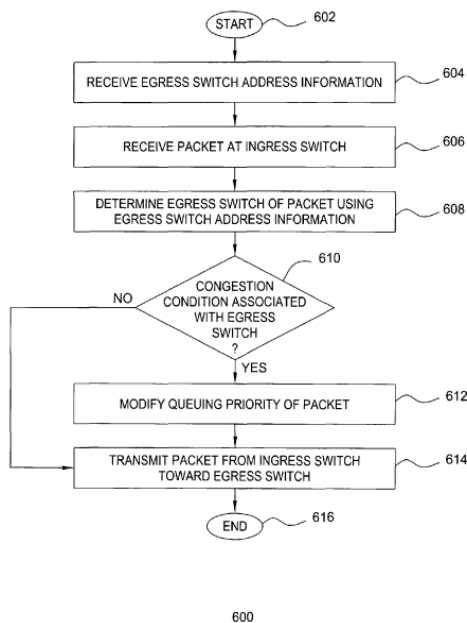 START
602
RECEIVE EGRESS SWITCH ADDRESS INFORMATION
604
RECEIVE PACKET AT INGRESS SWITCH
606
DETERMINE EGRESS SWITCH OF PACKET USING
EGRESS SWITCH ADDRESS INFORMATION
608
610
CONGESTION
CONDITION ASSOCIATED
WITH EGRESS
SWITCH
?
NO
YES
MODIFY QUEUING PRIORITY OF PACKET
612
TRANSMIT PACKET FROM INGRESS SWITCH
TOWARD EGRESS SWITCH
614
END
616
600